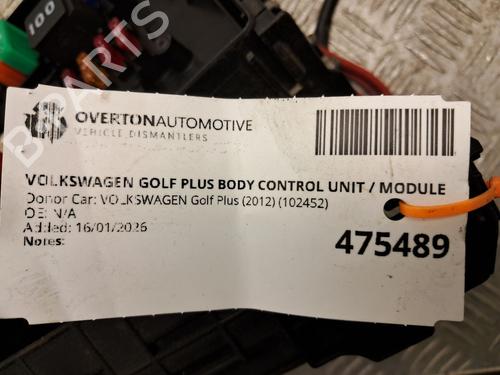 100
OVERTONAUTOMOTIVE
VEHICLE DISMANTLERS
VOLKSWAGEN GOLF PLUS BODY CONTROL UNIT / MODULE
Donor Car: VOLKSWAGEN Golf Plus (2012) (102452)
OE: N/A
Added: 16/01/2026
Notes:
475489